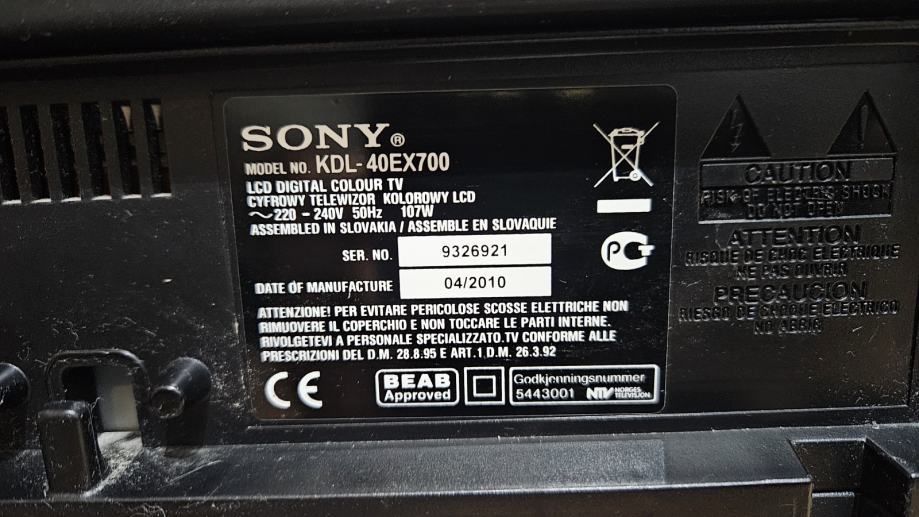 SONY®
MODEL NO. KDL-40EX700
LCD DIGITAL COLOUR TV
CYFROWY TELEWIZOR KOLOROWY LCD
~220 - 240V 50Hz 107W
ASSEMBLED IN SLOVAKIA / ASSEMBLE EN SLOVAQUIE
SER. NO. 9326921
DATE OF MANUFACTURE 04/2010
ATTENZIONE! PER EVITARE PERICOLOSE SCOSSE ELETTRICHE NON
RIMUOVERE IL COPERCHIO E NON TOCCARE LE PARTI INTERNE.
RIVOLGETEVI A PERSONALE SPECIALIZZATO.TV CONFORME ALLE
PRESCRIZIONI DEL D.M. 28.8.95 E ART.1 D.M. 26.3.92
CE
BEAB
Approved
Godkjenningsnummer
5443001 NTV NORGES
TELEVISJON
PCT
CAUTION
RISK OF ELECTRIC SHOCK
DO NOT OPEN
ATTENTION
RISQUE DE CHOC ELECTRIQUE
NE PAS OUVRIR
PRECAUCION
RIESGO DE CHOQUE ELECTRICO
NO ABRIR